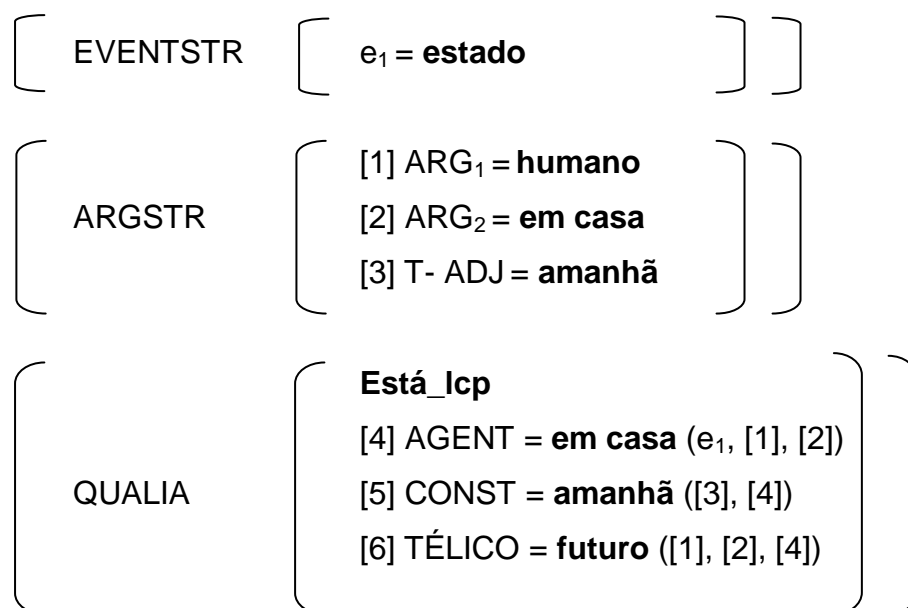 EVENTSTR e₁ = estado
[1] ARG₁ = humano
ARGSTR [2] ARG₂ = em casa
[3] T- ADJ = amanhã
Está_lcp
[4] AGENT = em casa (e₁, [1], [2])
QUALIA [5] CONST = amanhã ([3], [4])
[6] TÉLICO = futuro ([1], [2], [4])